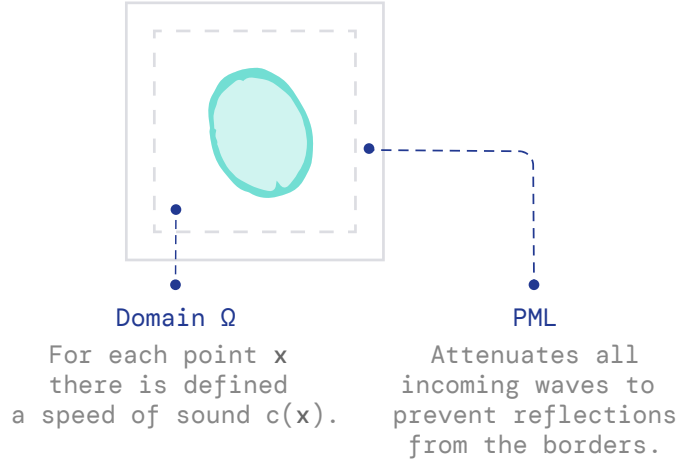 Domain Ω
For each point x
there is defined
a speed of sound c(x).
PML
Attenuates all
incoming waves to
prevent reflections
from the borders.